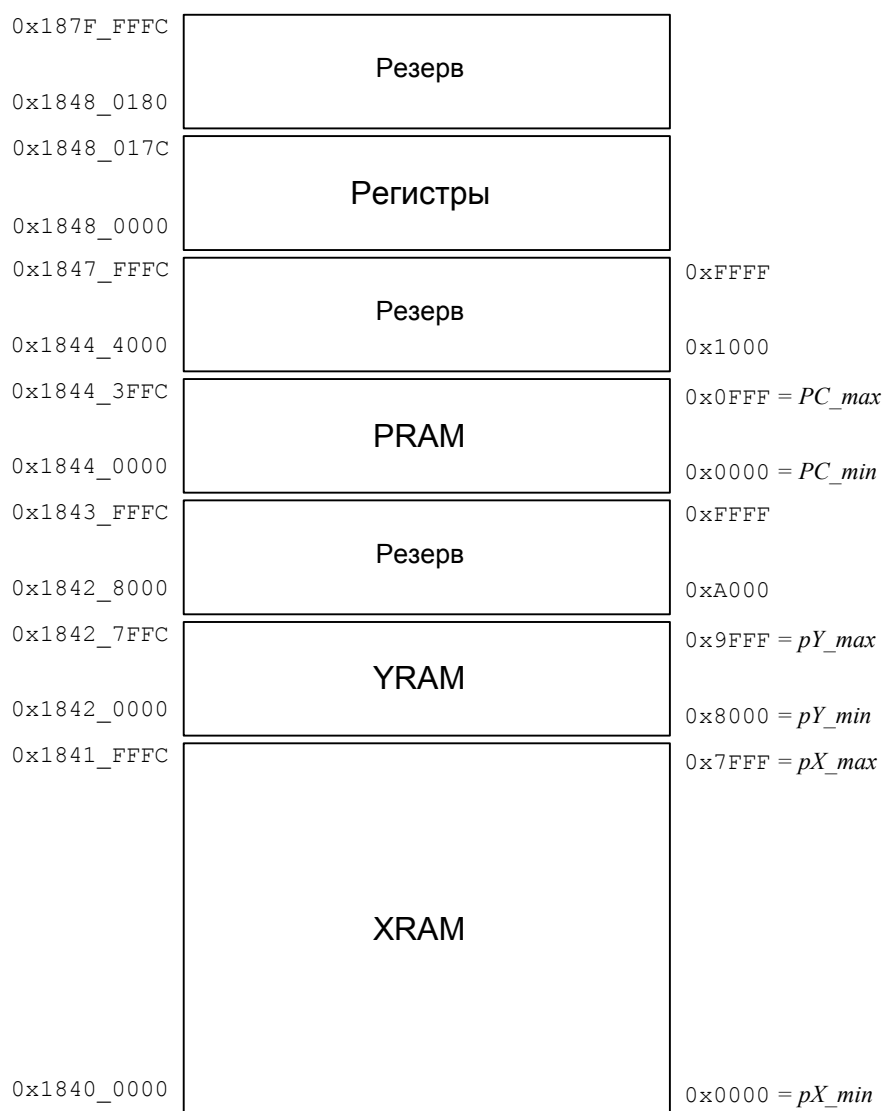 0x187F_FFFC
Резерв
0x1848_0180
0x1848_017C
Регистры
0x1848_0000
0x1847_FFFC 0xFFFF
Резерв
0x1844_4000 0x1000
0x1844_3FFC 0x0FFF = PC_max
PRAM
0x1844_0000 0x0000 = PC_min
0x1843_FFFC 0xFFFF
Резерв
0x1842_8000 0xA000
0x1842_7FFC 0x9FFF = pY_max
YRAM
0x1842_0000 0x8000 = pY_min
0x1841_FFFC 0x7FFF = pX_max
XRAM
0x1840_0000 0x0000 = pX_min